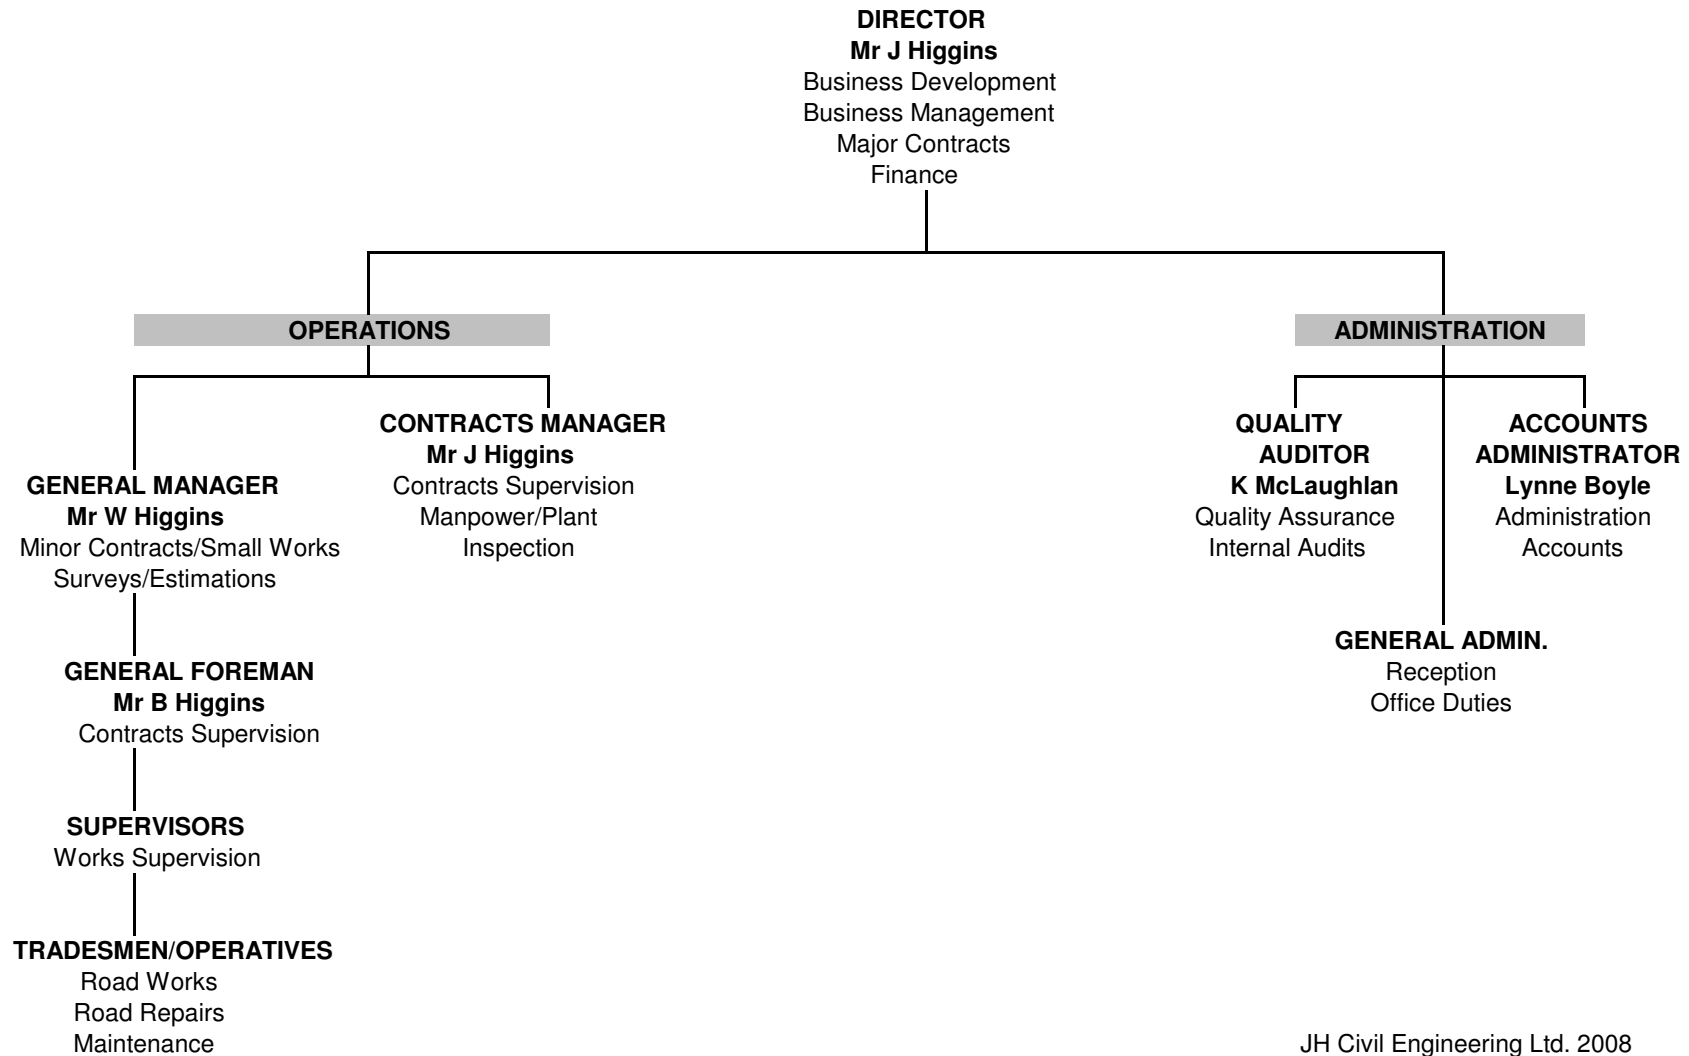 DIRECTOR
Mr J Higgins
Business Development
Business Management
Major Contracts
Finance
OPERATIONS
GENERAL MANAGER
Mr W Higgins
Minor Contracts/Small Works
Surveys/Estimations
GENERAL FOREMAN
Mr B Higgins
Contracts Supervision
SUPERVISORS
Works Supervision
TRADESMEN/OPERATIVES
Road Works
Road Repairs
Maintenance
CONTRACTS MANAGER
Mr J Higgins
Contracts Supervision
Manpower/Plant
Inspection
ADMINISTRATION
QUALITY
AUDITOR
K McLaughlan
Quality Assurance
Internal Audits
GENERAL ADMIN.
Reception
Office Duties
ACCOUNTS
ADMINISTRATOR
Lynne Boyle
Administration
Accounts
JH Civil Engineering Ltd. 2008